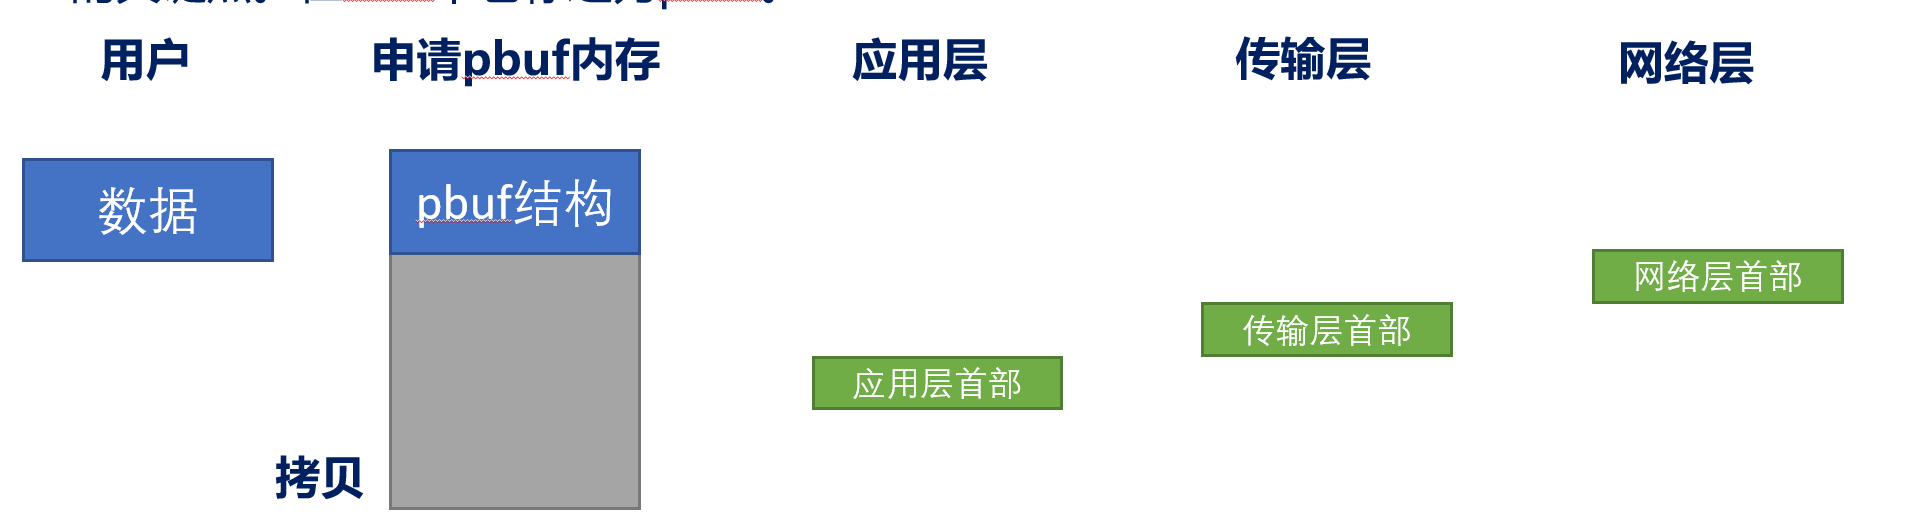 用户
申请pbuf内存
应用层
传输层
网络层
数据
pbuf结构
网络层首部
传输层首部
应用层首部
拷贝